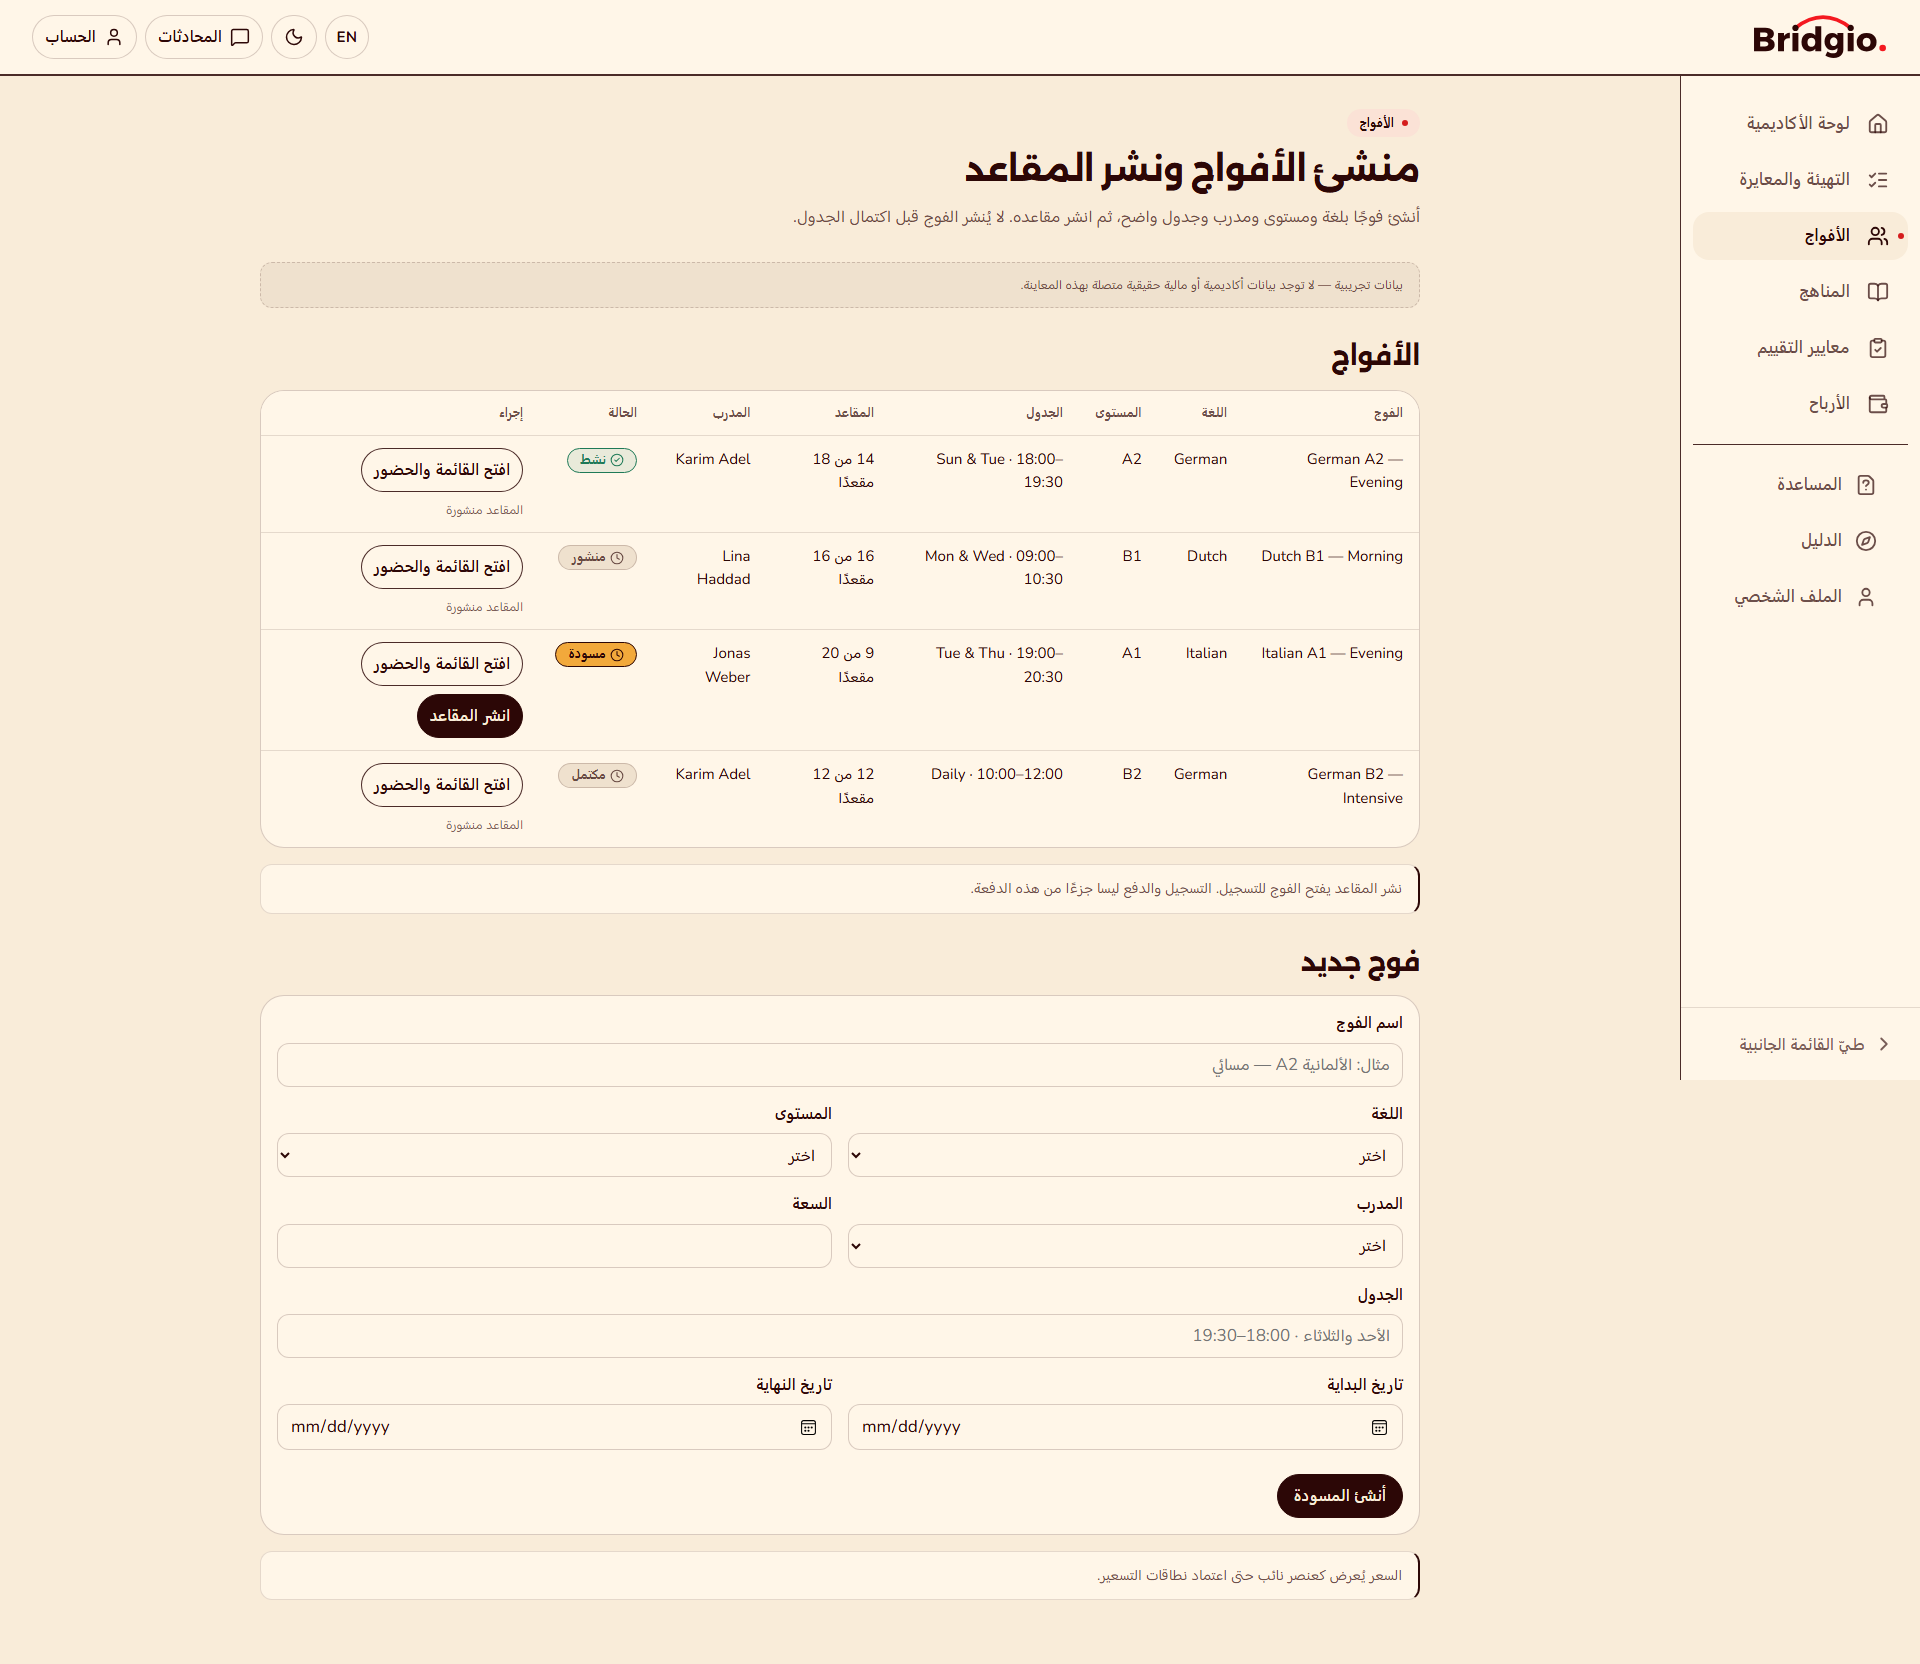 Bridgio.
EN
المحادثات
الحساب
لوحة الأكاديمية
التهيئة والمعايرة
الأفواج
المناهج
معايير التقييم
الأرباح
المساعدة
الدليل
الملف الشخصي
طيّ القائمة الجانبية
الأفواج
منشئ الأفواج ونشر المقاعد
أنشئ فوجًا بلغة ومستوى ومدرب وجدول واضح، ثم انشر مقاعده. لا يُنشر الفوج قبل اكتمال الجدول.
بيانات تجريبية — لا توجد بيانات أكاديمية أو مالية حقيقية متصلة بهذه المعاينة.
الأفواج
الفوج اللغة المستوى الجدول المقاعد المدرب الحالة إجراء
German A2 —
Evening
German
A2
Sun & Tue · 18:00–
19:30
14 من 18
مقعدًا
Karim Adel
نشط
افتح القائمة والحضور
المقاعد منشورة
Dutch B1 — Morning
Dutch
B1
Mon & Wed · 09:00–
10:30
16 من 16
مقعدًا
Lina
Haddad
منشور
افتح القائمة والحضور
المقاعد منشورة
Italian A1 — Evening
Italian
A1
Tue & Thu · 19:00–
20:30
9 من 20
مقعدًا
Jonas
Weber
مسودة
افتح القائمة والحضور
انشر المقاعد
German B2 —
Intensive
German
B2
Daily · 10:00–12:00
12 من 12
مقعدًا
Karim Adel
مكتمل
افتح القائمة والحضور
المقاعد منشورة
نشر المقاعد يفتح الفوج للتسجيل. التسجيل والدفع ليسا جزءًا من هذه الدفعة.
فوج جديد
اسم الفوج
مثال: الألمانية A2 — مسائي
اللغة
اختر
المستوى
اختر
المدرب
اختر
السعة
الجدول
الأحد والثلاثاء · 18:00–19:30
تاريخ البداية
mm/dd/yyyy
تاريخ النهاية
mm/dd/yyyy
أنشئ المسودة
السعر يُعرض كعنصر نائب حتى اعتماد نطاقات التسعير.